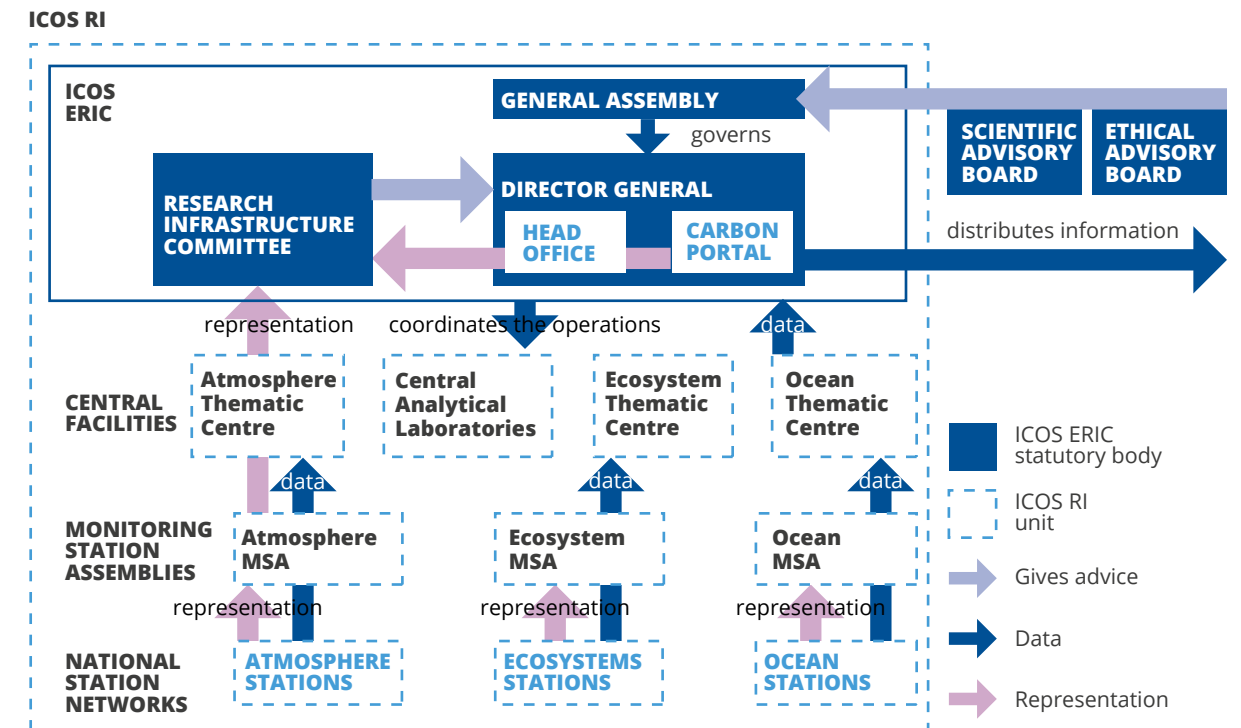 ICOS RI
ICOS
ERIC
GENERAL ASSEMBLY
governs
SCIENTIFIC
ADVISORY
BOARD
ETHICAL
ADVISORY
BOARD
RESEARCH
INFRASTRUCTURE
COMMITTEE
DIRECTOR GENERAL
HEAD
OFFICE
CARBON
PORTAL
distributes information
representation
coordinates the operations
data
CENTRAL
FACILITIES
Atmosphere
Thematic
Centre
Central
Analytical
Laboratories
Ecosystem
Thematic
Centre
Ocean
Thematic
Centre
data
data
data
MONITORING
STATION
ASSEMBLIES
Atmosphere
MSA
Ecosystem
MSA
Ocean
MSA
representation
representation
representation
NATIONAL
STATION
NETWORKS
ATMOSPHERE
STATIONS
ECOSYSTEMS
STATIONS
OCEAN
STATIONS
ICOS ERIC
statutory body
ICOS RI
unit
Gives advice
Data
Representation